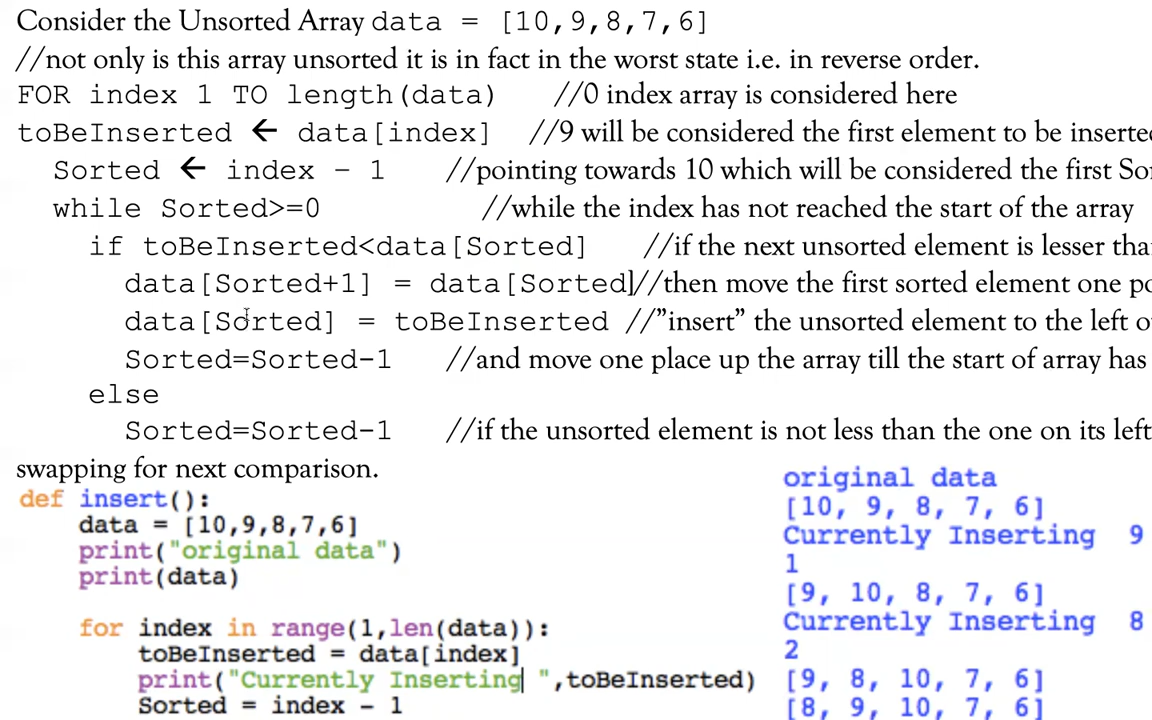 Consider the Unsorted Array data = [10,9,8,7,6]
//not only is this array unsorted it is in fact in the worst state i.e. in reverse order.
FOR index 1 TO length(data) //0 index array is considered here
toBeInserted ← data[index] //9 will be considered the first element to be inserte
Sorted ← index – 1 //pointing towards 10 which will be considered the first So
while Sorted>=0 //while the index has not reached the start of the array
if toBeInserted<data[Sorted] //if the next unsorted element is lesser tha
data[Sorted+1] = data[Sorted]//then move the first sorted element one po
data[Sorted] = toBeInserted //”insert” the unsorted element to the left o
Sorted=Sorted-1 //and move one place up the array till the start of array has
else
Sorted=Sorted-1 //if the unsorted element is not less than the one on its left
swapping for next comparison.
def insert():
data = [10,9,8,7,6]
print("original data")
print(data)
for index in range(1,len(data)):
toBeInserted = data[index]
print("Currently Inserting ",toBeInserted)
Sorted = index - 1
original data
[10, 9, 8, 7, 6]
Currently Inserting 9
1
[9, 10, 8, 7, 6]
Currently Inserting 8
2
[9, 8, 10, 7, 6]
[8, 9, 10, 7, 6]